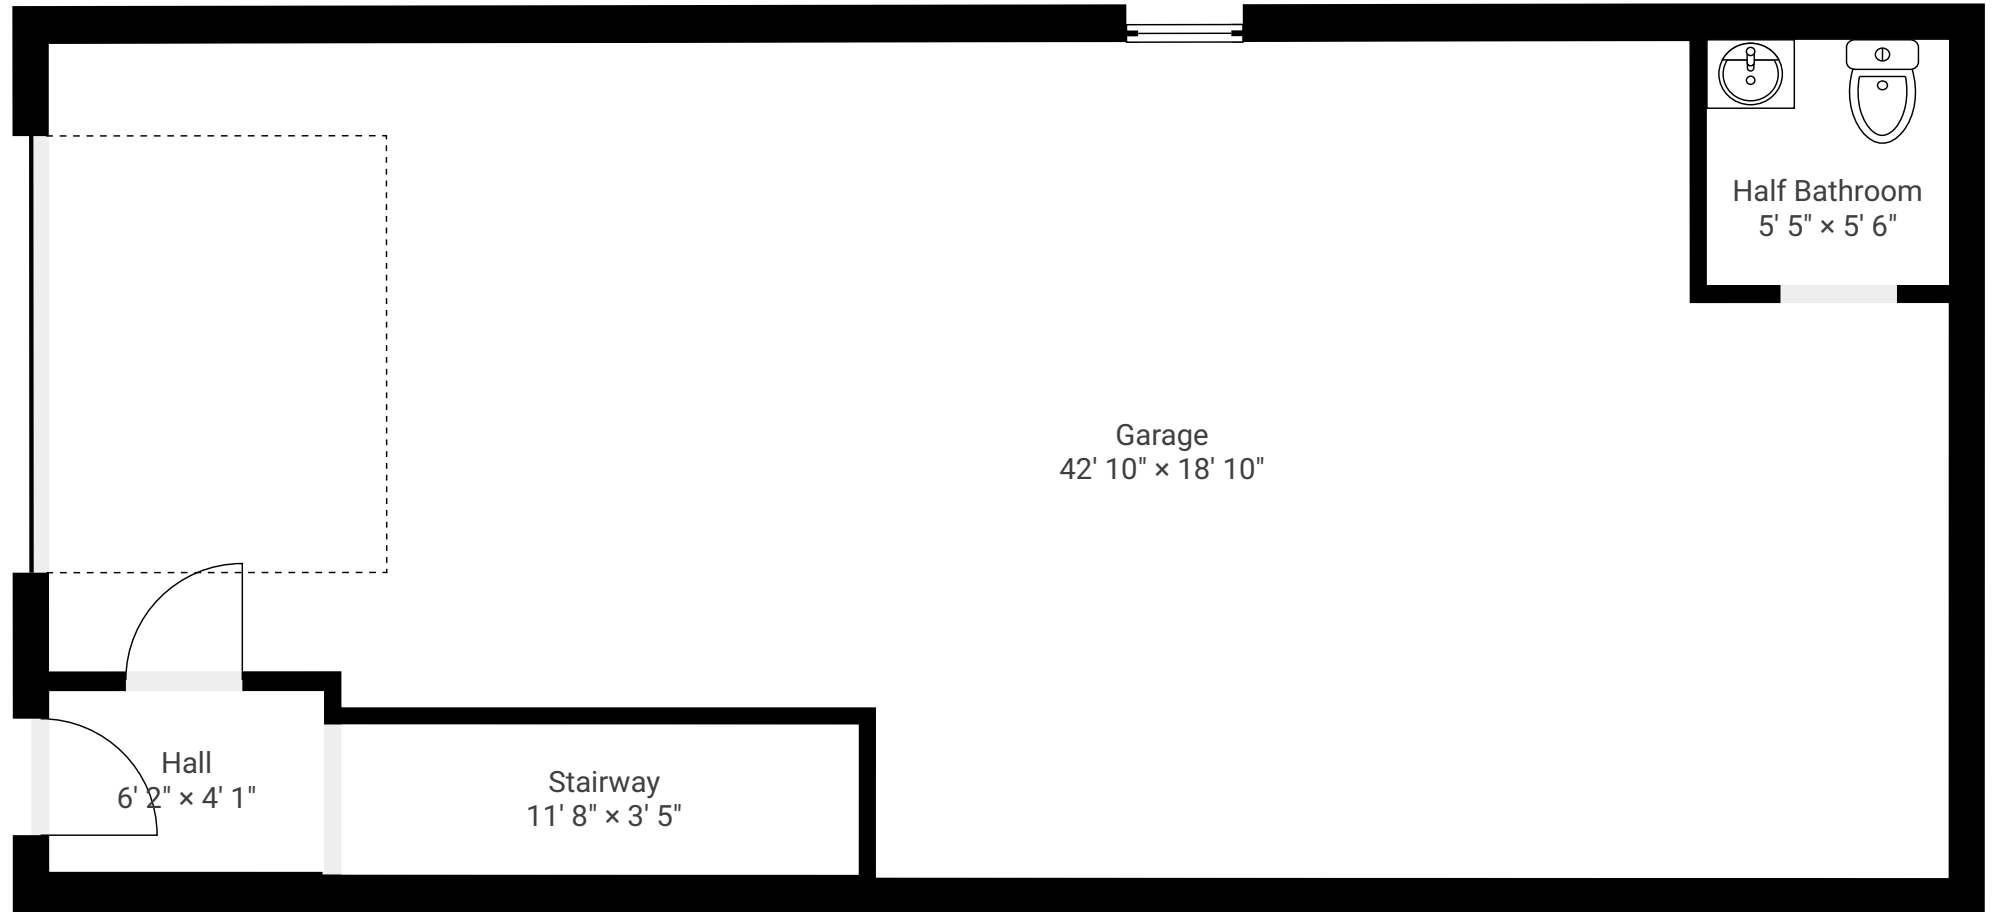 Half Bathroom
5' 5" × 5' 6"
Garage
42' 10" × 18' 10"
Hall
6' 2" × 4' 1"
Stairway
11' 8" × 3' 5"